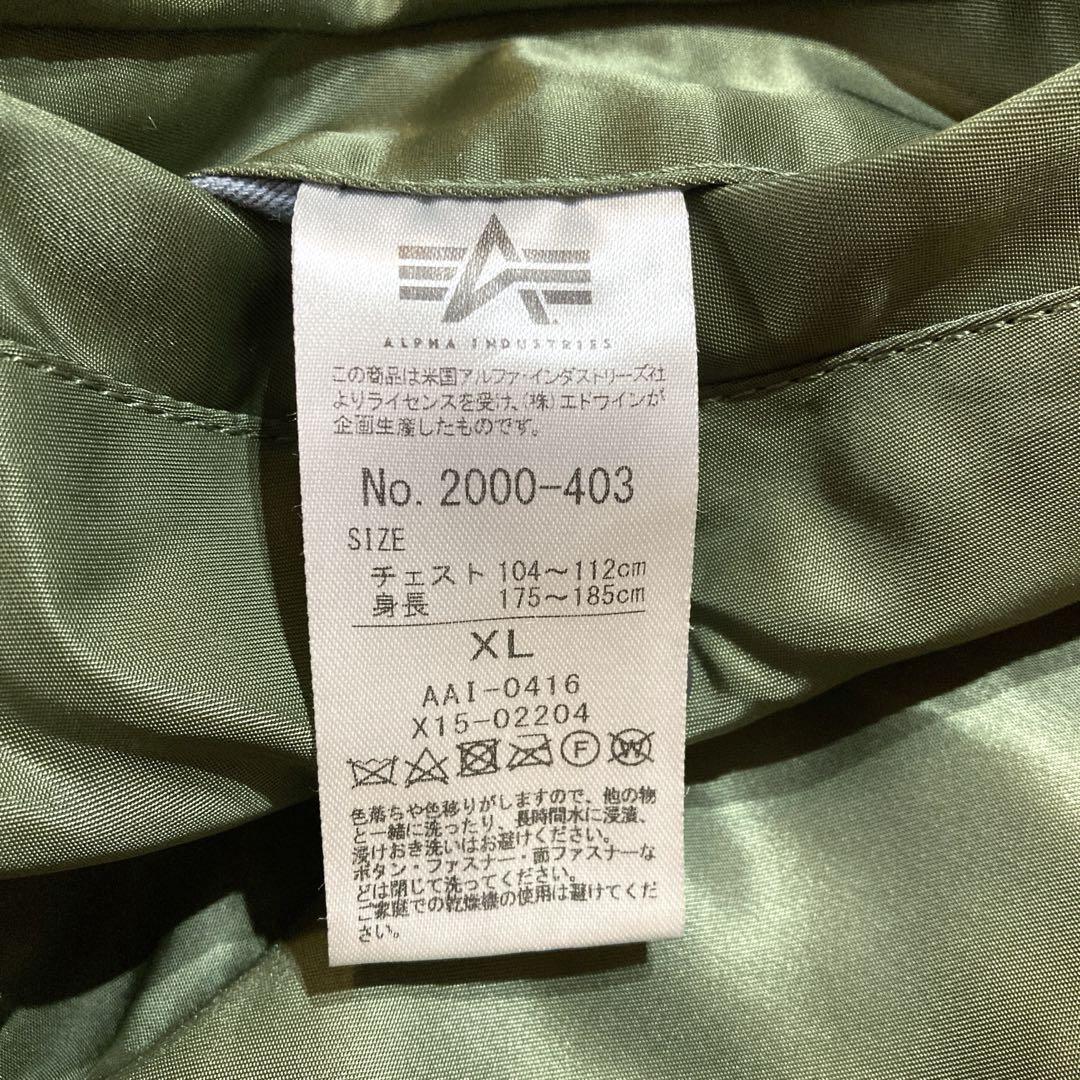 ALPHA INDUSTRIES
この商品は米国アルファ・インダストリーズ社
よりライセンスを受け、(株)エドウインが
企画生産したものです。
No. 2000-403
SIZE
チェスト 104～112cm
身長 175～185cm
XL
AAI-0416
X15-02204
F W
色落ちや色移りがしますので、他の物
と一緒に洗ったり、長時間水に浸漬、
浸けおき洗いはお避けください。
ボタン・ファスナー・面ファスナーな
どは閉じて洗ってください。
ご家庭での乾燥機の使用は避けてくだ
さい。